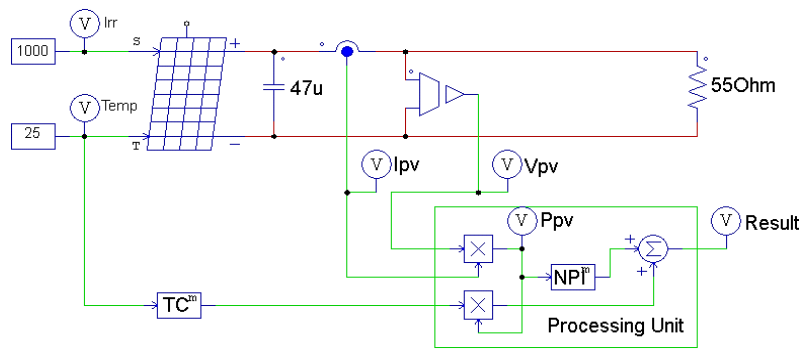 V Irr
1000
S
+
47u
55Ohm
V Temp
25
T
−
V Ipv
V Vpv
V Ppv
V Result
×
NPI m
+
Σ
+
TC m
×
Processing Unit